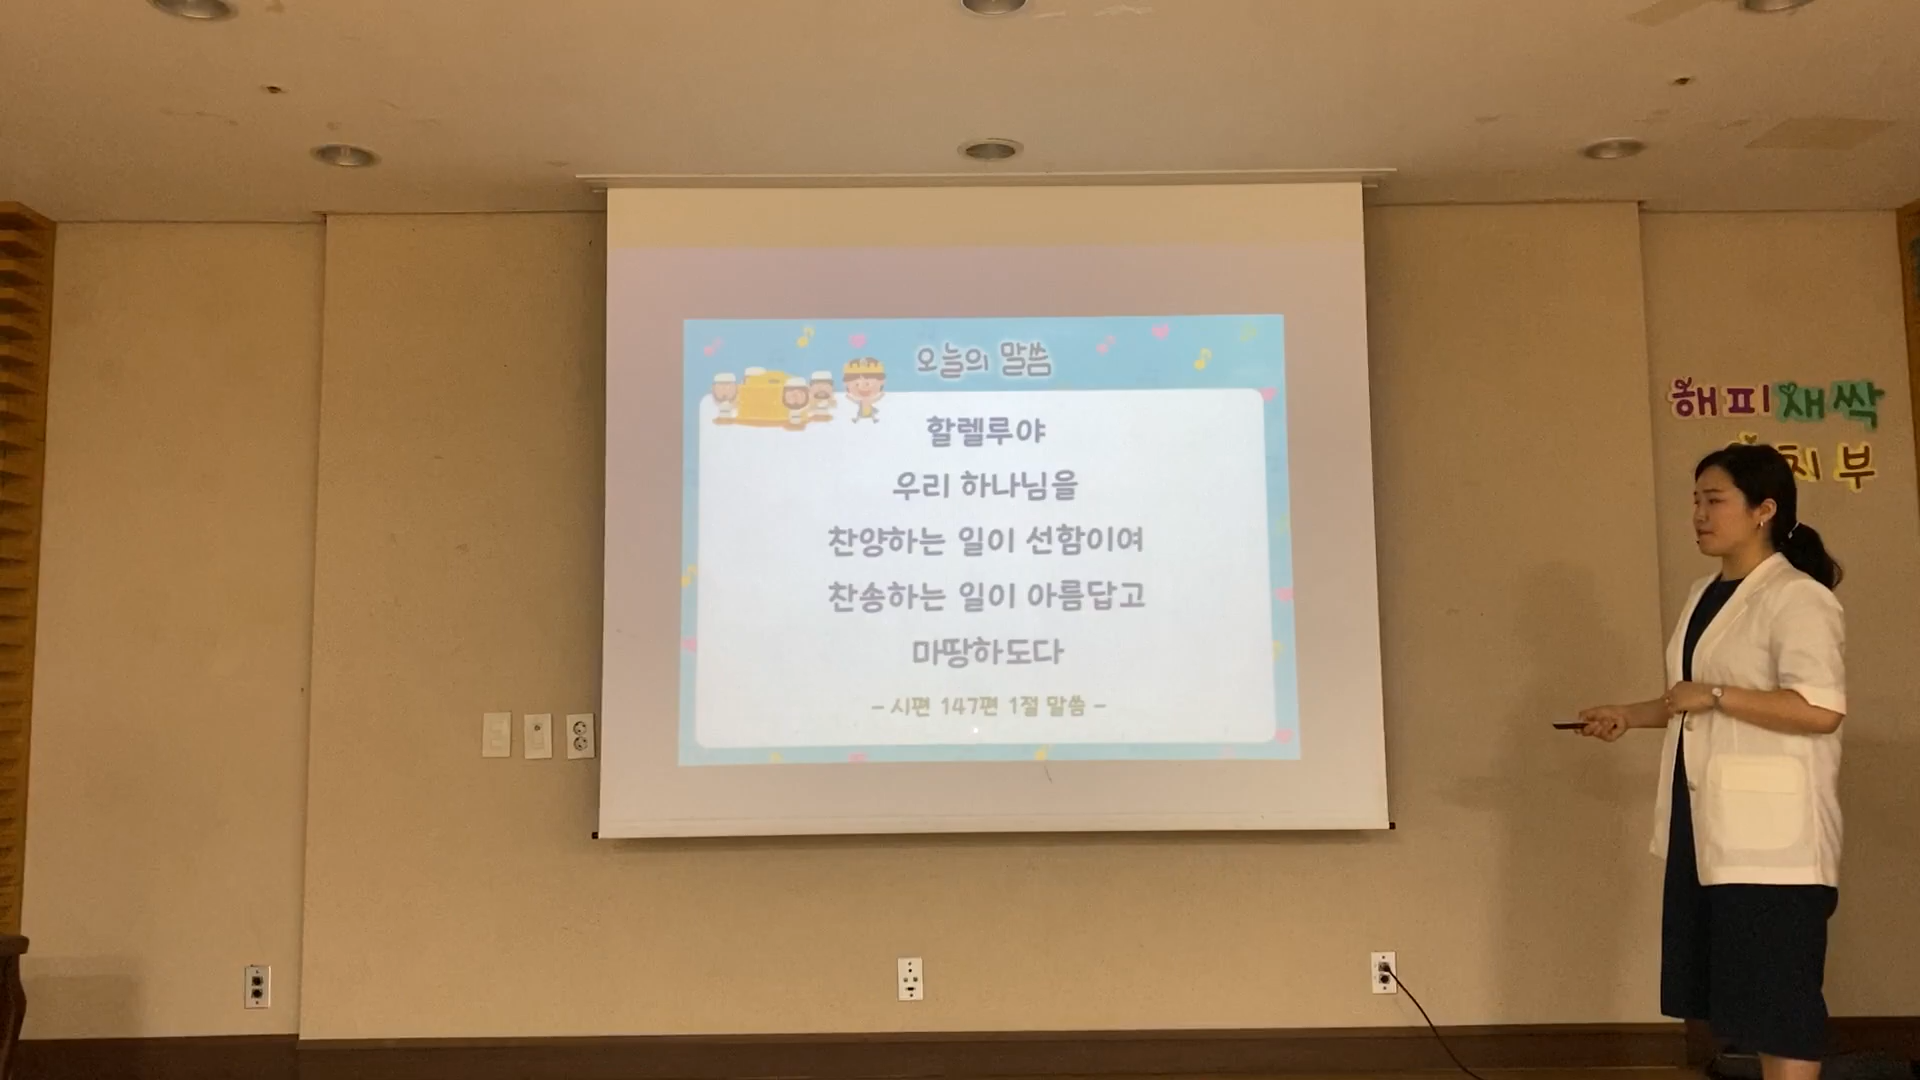 오늘의 말씀
할렐루야
우리 하나님을
찬양하는 일이 선함이여
찬송하는 일이 아름답고
마땅하도다
- 시편 147편 1절 말씀 -
해피새싹
치부